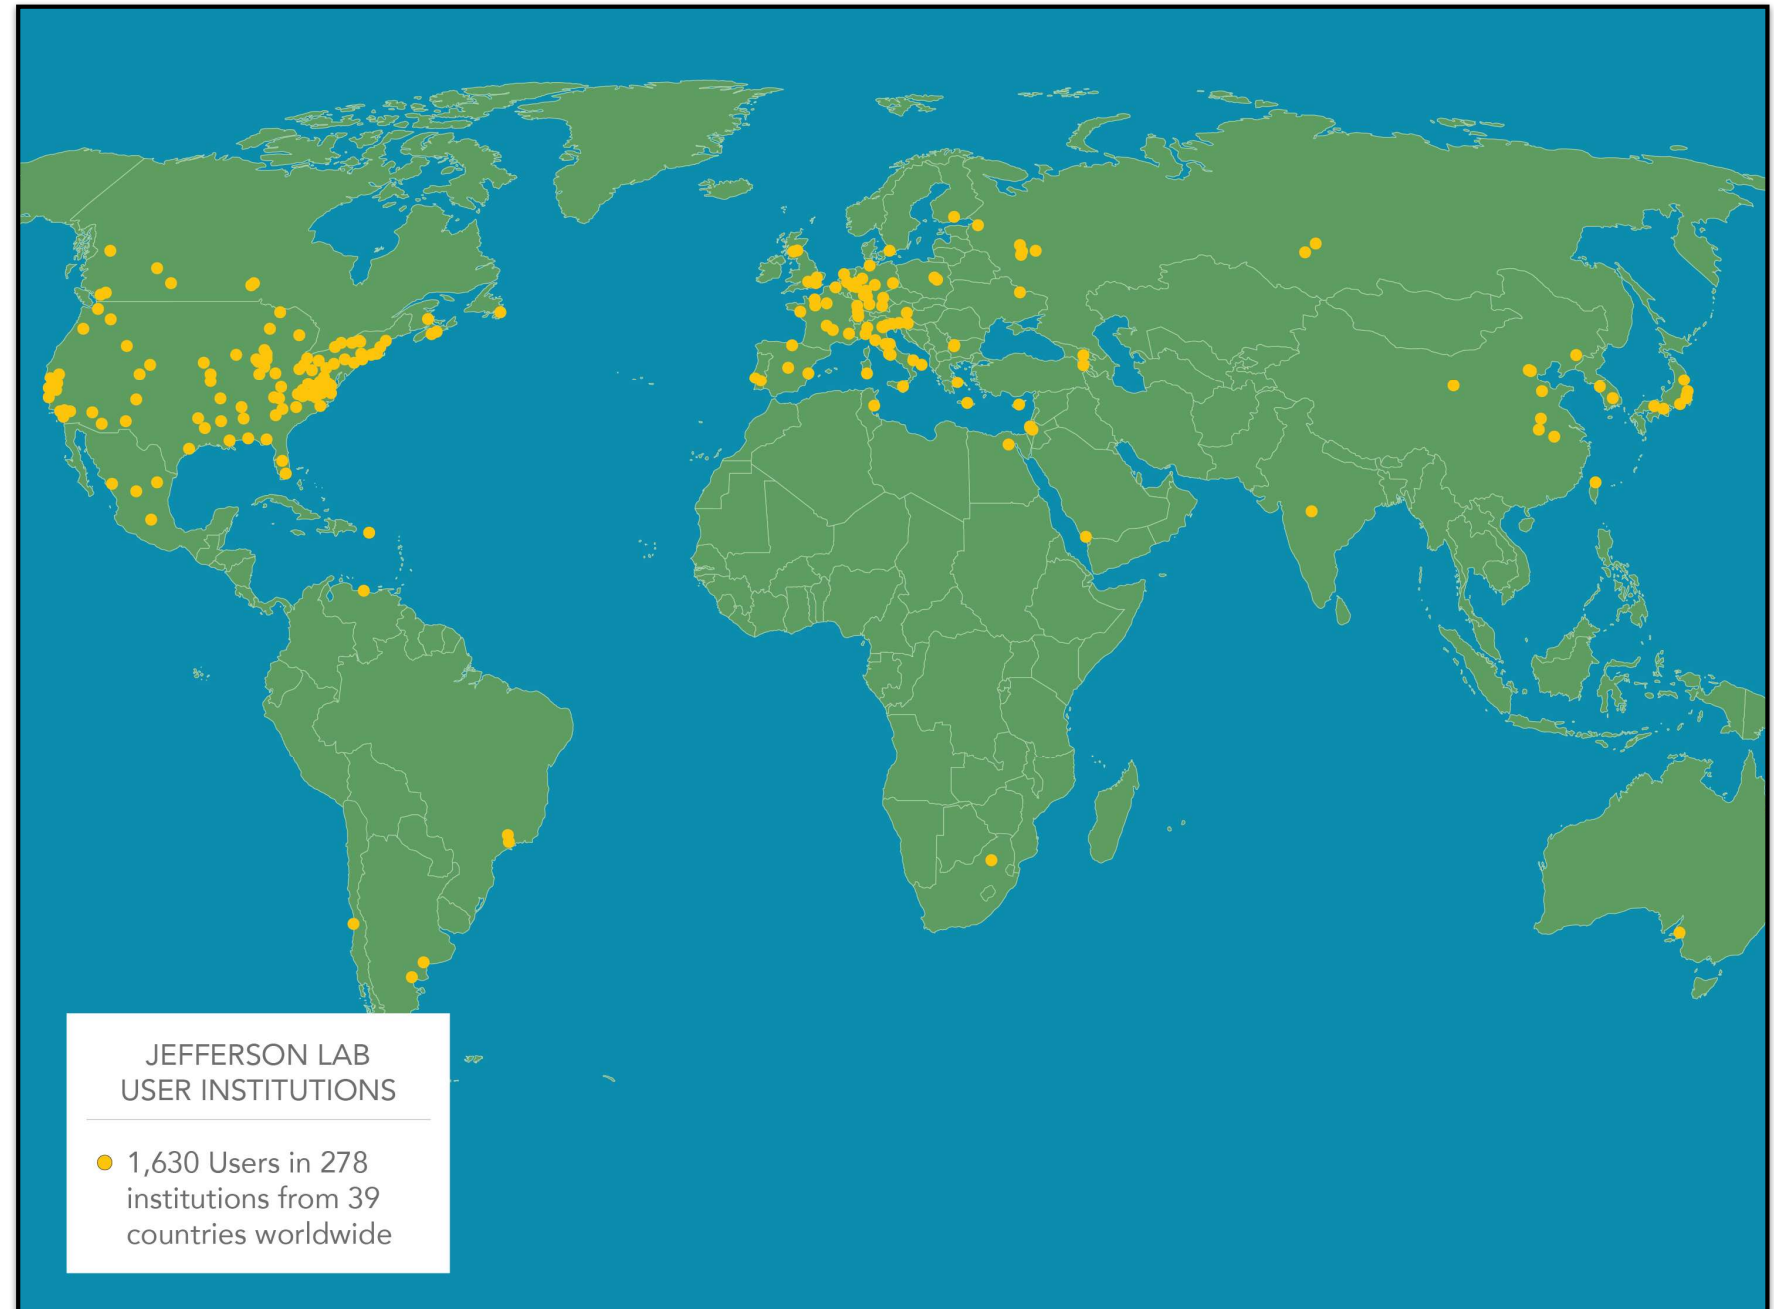 JEFFERSON LAB
USER INSTITUTIONS
1,630 Users in 278
institutions from 39
countries worldwide